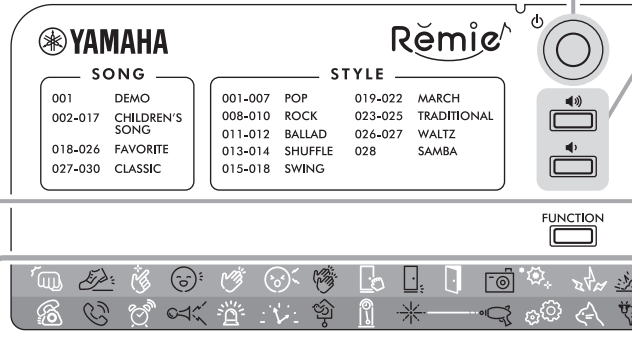 YAMAHA
Rĕmie
SONG
001 DEMO
002-017 CHILDREN'S
SONG
018-026 FAVORITE
027-030 CLASSIC
STYLE
001-007 POP 019-022 MARCH
008-010 ROCK 023-025 TRADITIONAL
011-012 BALLAD 026-027 WALTZ
013-014 SHUFFLE 028 SAMBA
015-018 SWING
FUNCTION